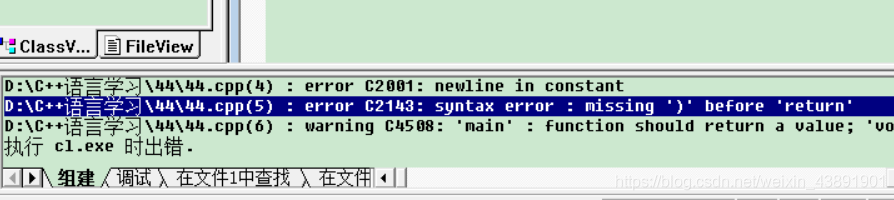 ClassV... FileView
D:\C++语言学习\44\44.cpp(4) : error C2001: newline in constant
D:\C++语言学习\44\44.cpp(5) : error C2143: syntax error : missing ')' before 'return'
D:\C++语言学习\44\44.cpp(6) : warning C4508: 'main' : function should return a value; 'vo
执行 cl.exe 时出错.
组建 调试 在文件1中查找 在文件
https://blog.csdn.net/weixin_43891901